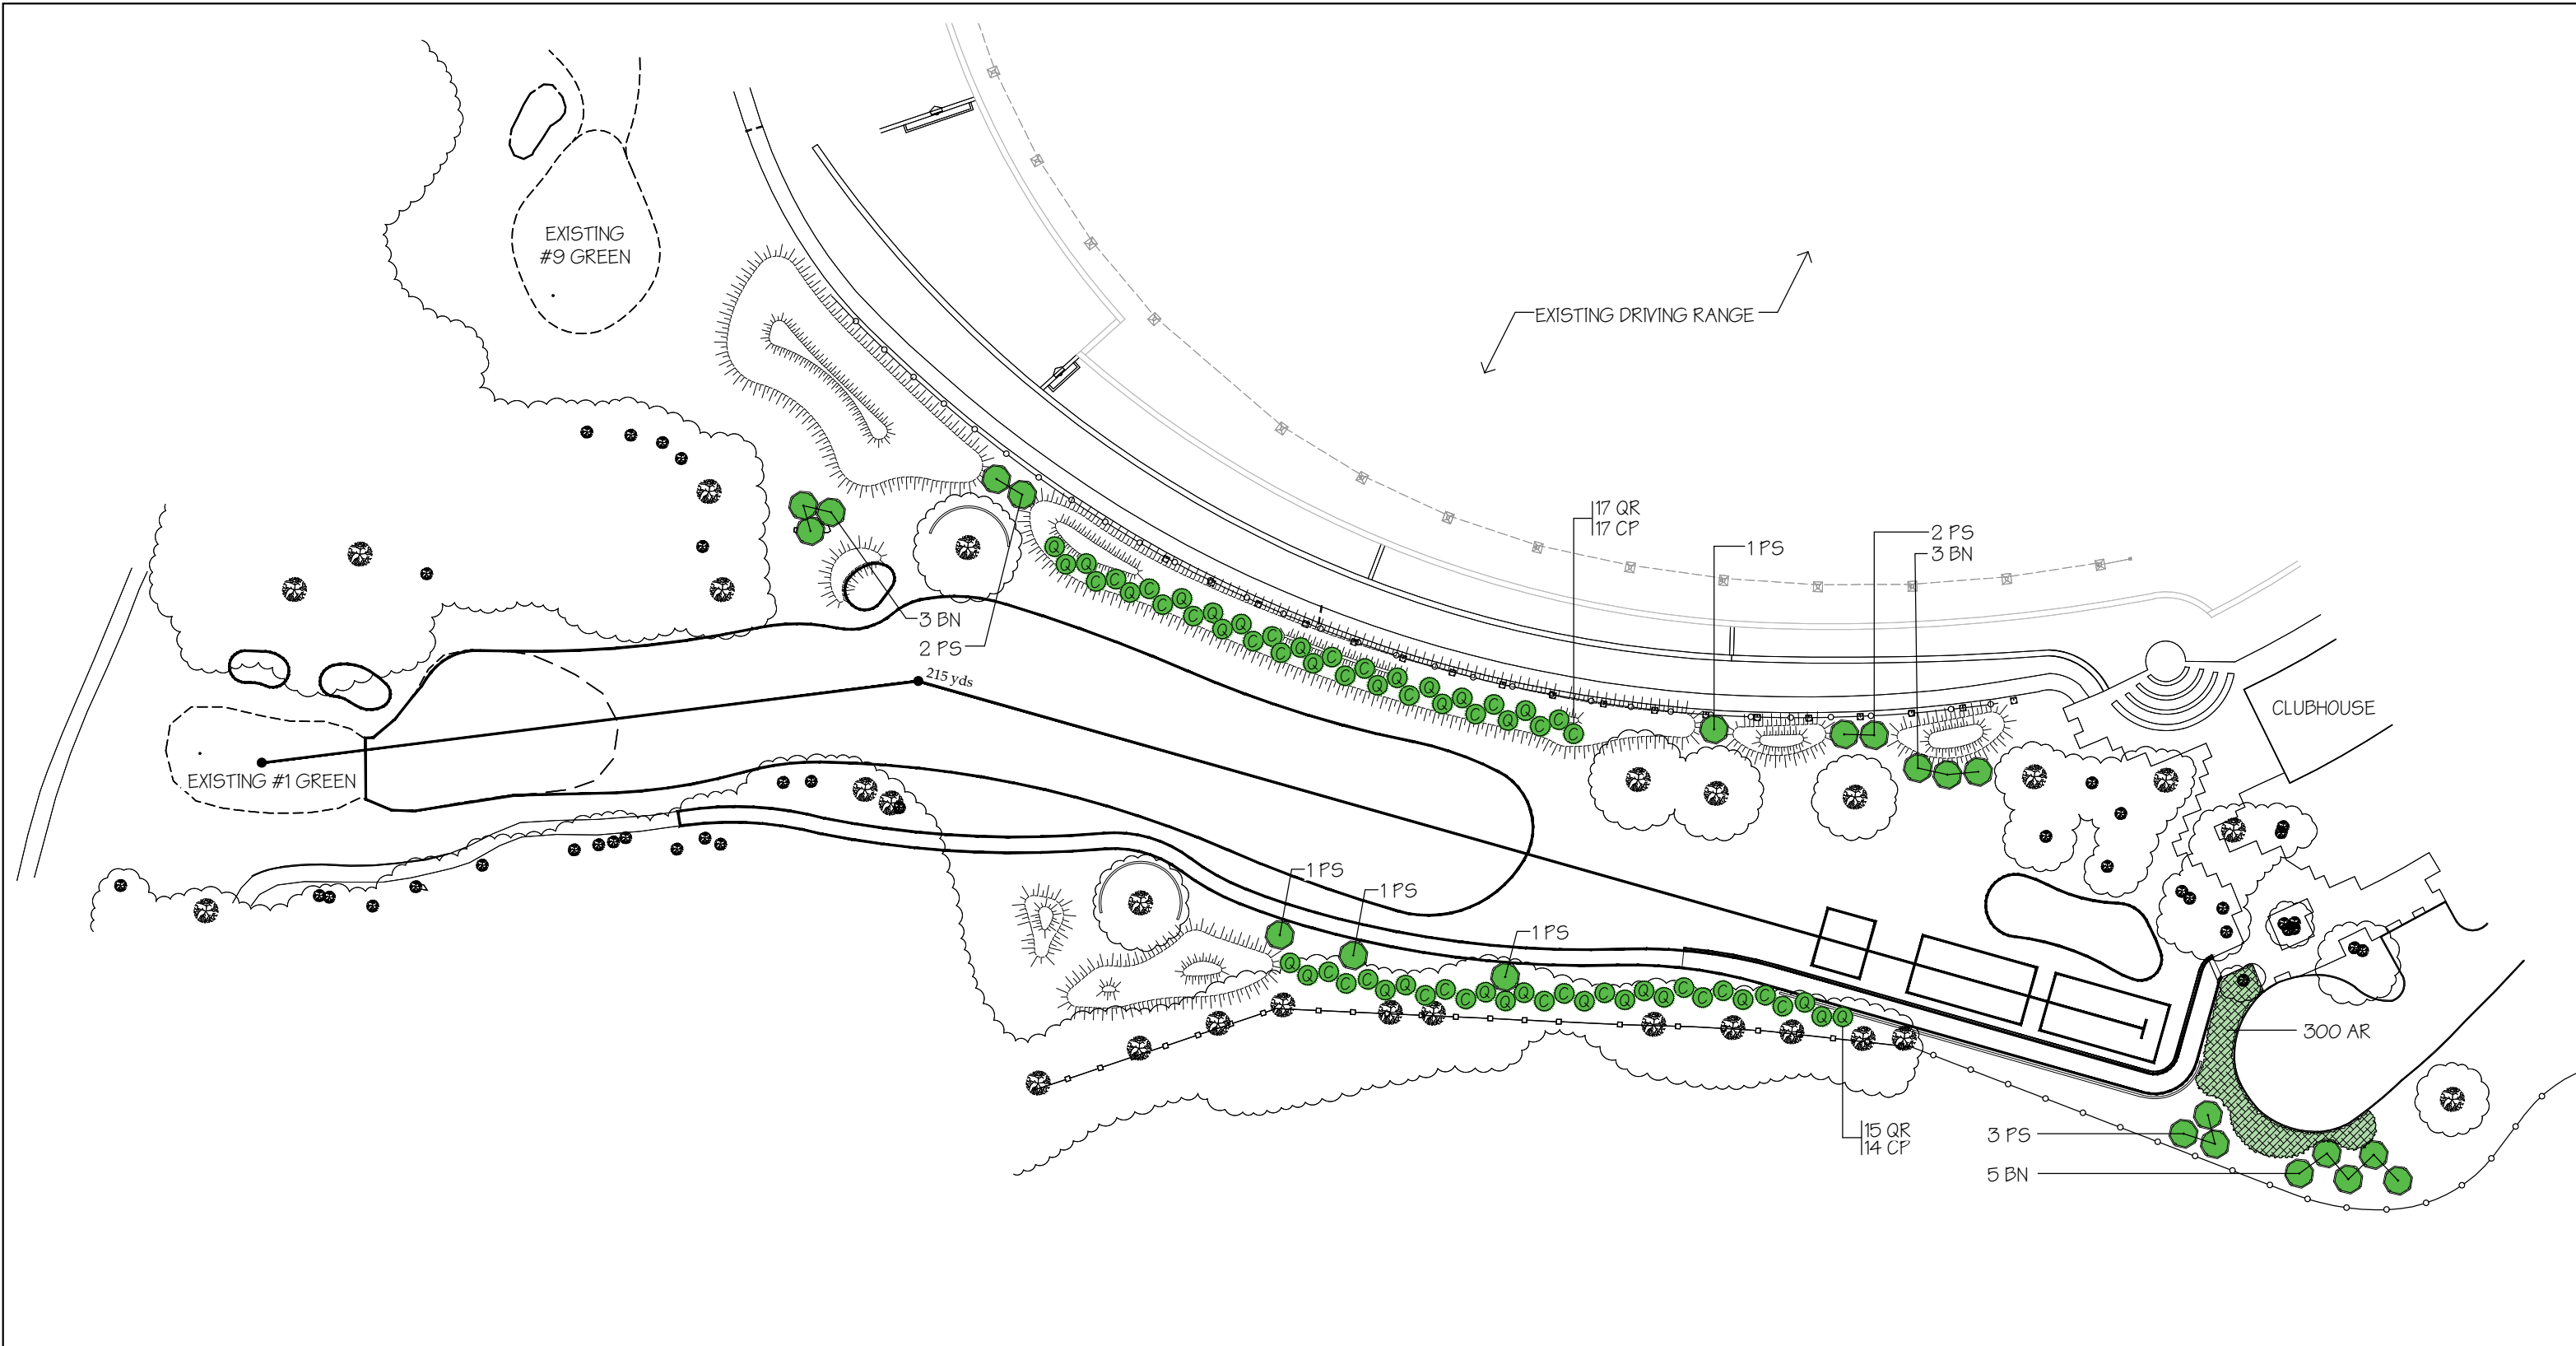 EXISTING
#9 GREEN
EXISTING DRIVING RANGE
17 QR
17 CP
1 PS
2 PS
3 BN
3 BN
2 PS
215 yds
CLUBHOUSE
EXISTING #1 GREEN
1 PS
1 PS
1 PS
300 AR
15 QR
14 CP
3 PS
5 BN